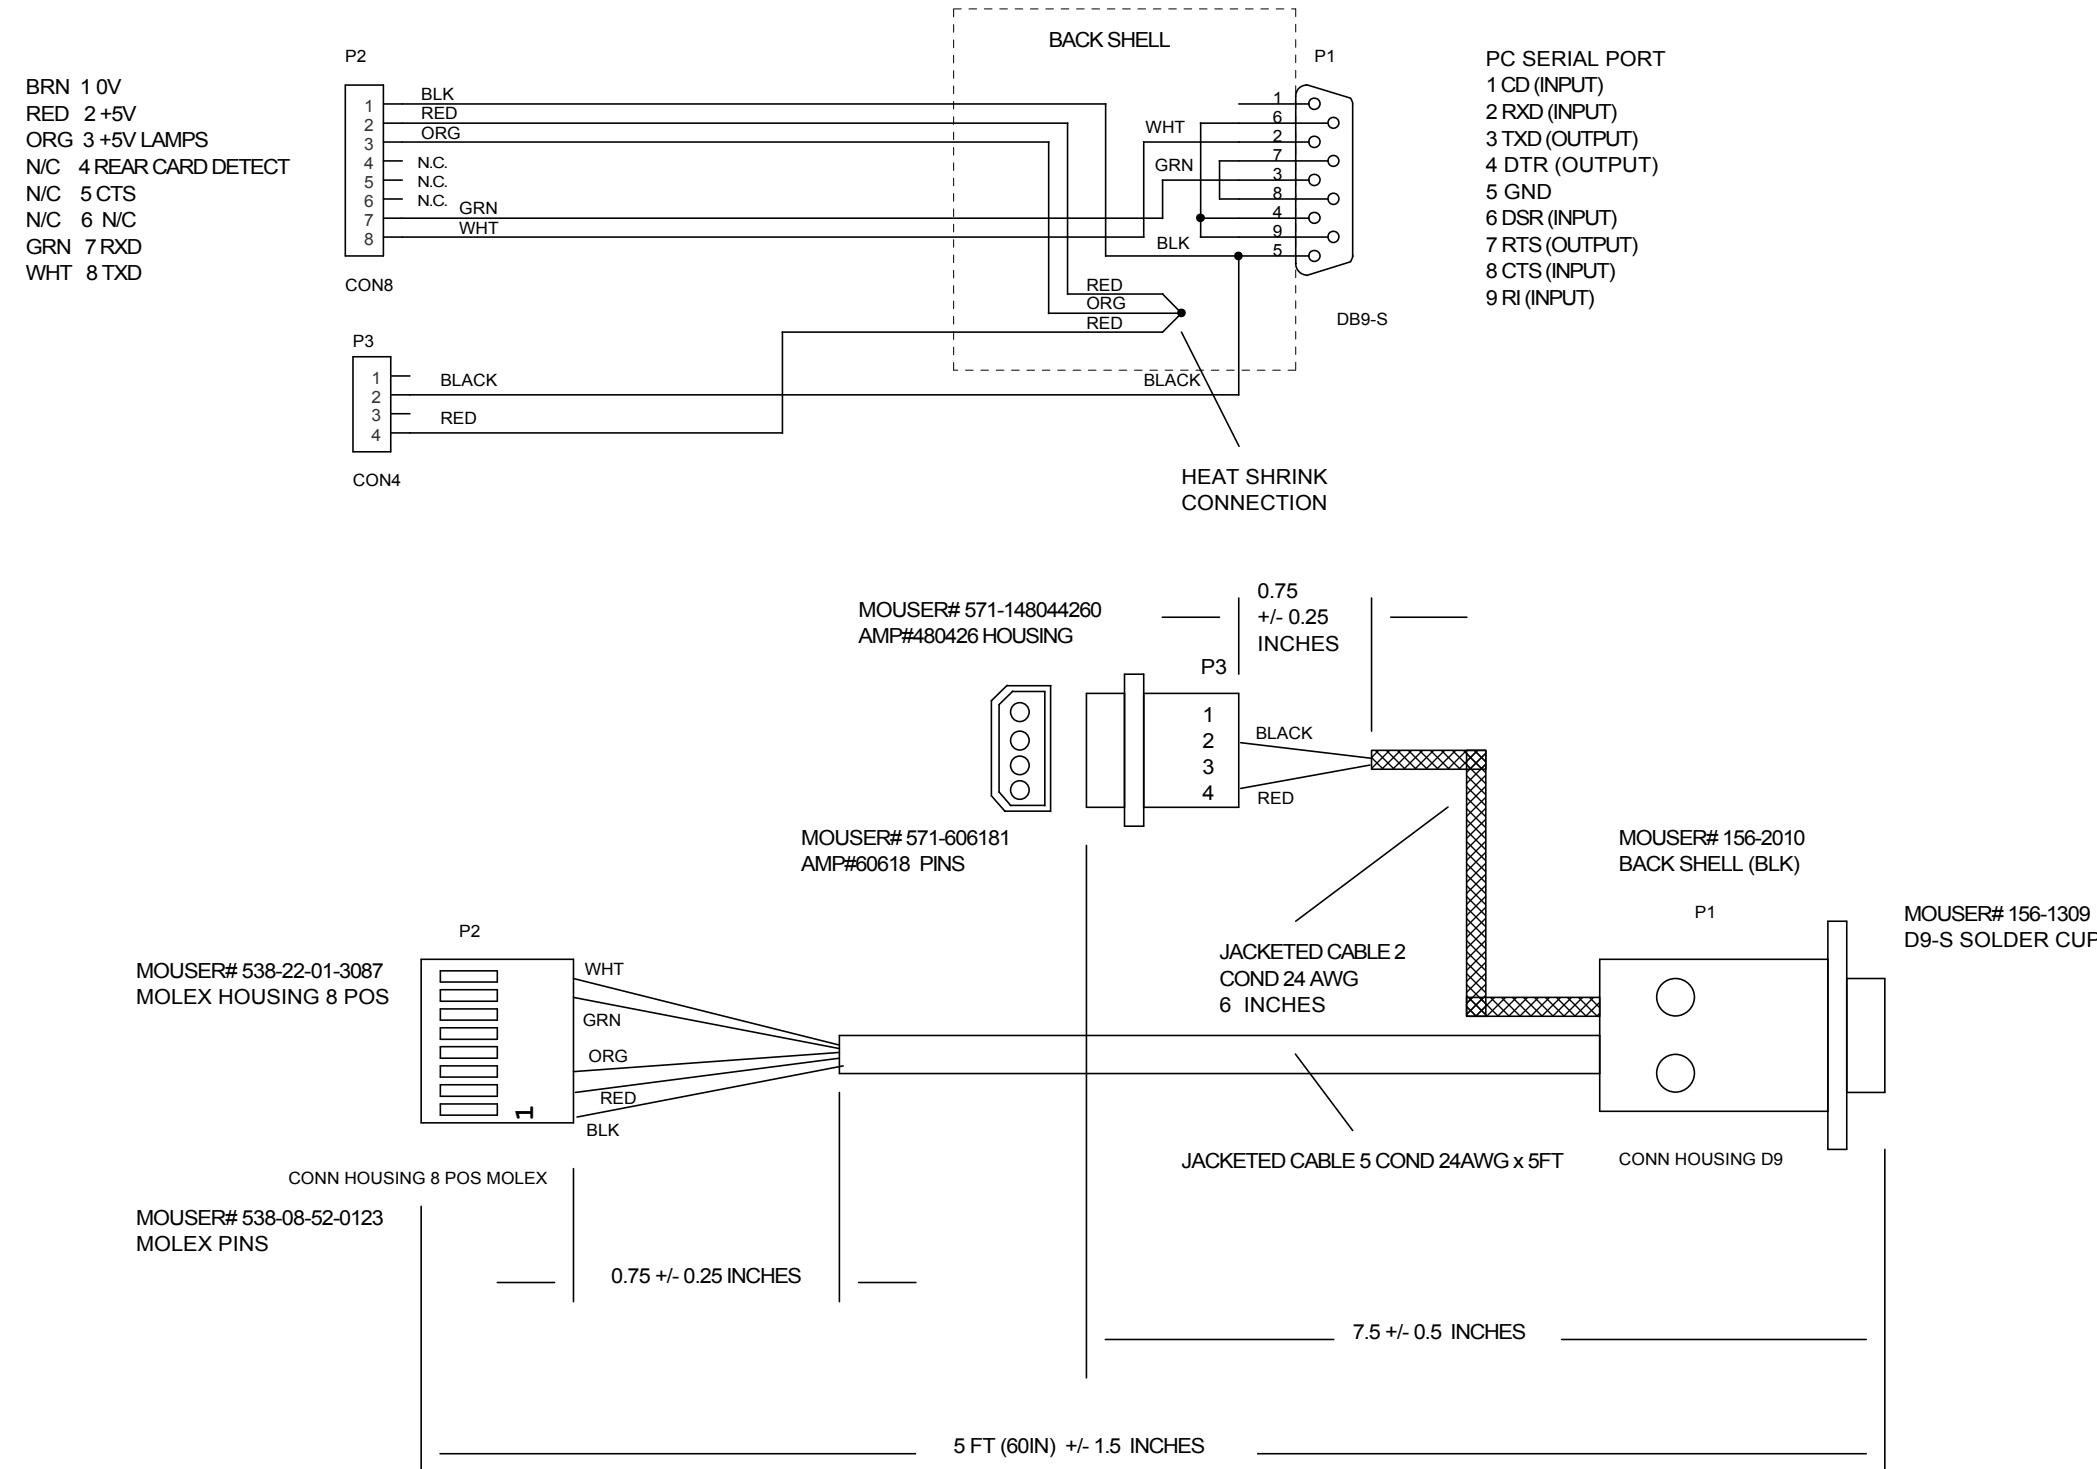 BACK SHELL
P2
P1
PC SERIAL PORT
BRN 1 0V
RED 2 +5V
ORG 3 +5V LAMPS
N/C 4 REAR CARD DETECT
N/C 5 CTS
N/C 6 N/C
GRN 7 RXD
WHT 8 TXD
1
2
3
4
5
6
7
8
BLK
RED
ORG
N.C.
N.C.
N.C.
GRN
WHT
CON8
WHT
GRN
BLK
1
6
2
7
3
8
4
9
5
RED
ORG
RED
DB9-S
1 CD (INPUT)
2 RXD (INPUT)
3 TXD (OUTPUT)
4 DTR (OUTPUT)
5 GND
6 DSR (INPUT)
7 RTS (OUTPUT)
8 CTS (INPUT)
9 RI (INPUT)
P3
1
2
3
4
BLACK
RED
BLACK
CON4
HEAT SHRINK
CONNECTION
MOUSER# 571-148044260
AMP#480426 HOUSING
0.75
+/- 0.25
INCHES
P3
1
2
3
4
BLACK
RED
MOUSER# 571-606181
AMP#60618 PINS
MOUSER# 156-2010
BACK SHELL (BLK)
P1
MOUSER# 156-1309
D9-S SOLDER CUP
P2
MOUSER# 538-22-01-3087
MOLEX HOUSING 8 POS
WHT
GRN
ORG
RED
BLK
1
JACKETED CABLE 2
COND 24 AWG
6 INCHES
JACKETED CABLE 5 COND 24AWG x 5FT
CONN HOUSING D9
CONN HOUSING 8 POS MOLEX
MOUSER# 538-08-52-0123
MOLEX PINS
0.75 +/- 0.25 INCHES
7.5 +/- 0.5 INCHES
5 FT (60IN) +/- 1.5 INCHES